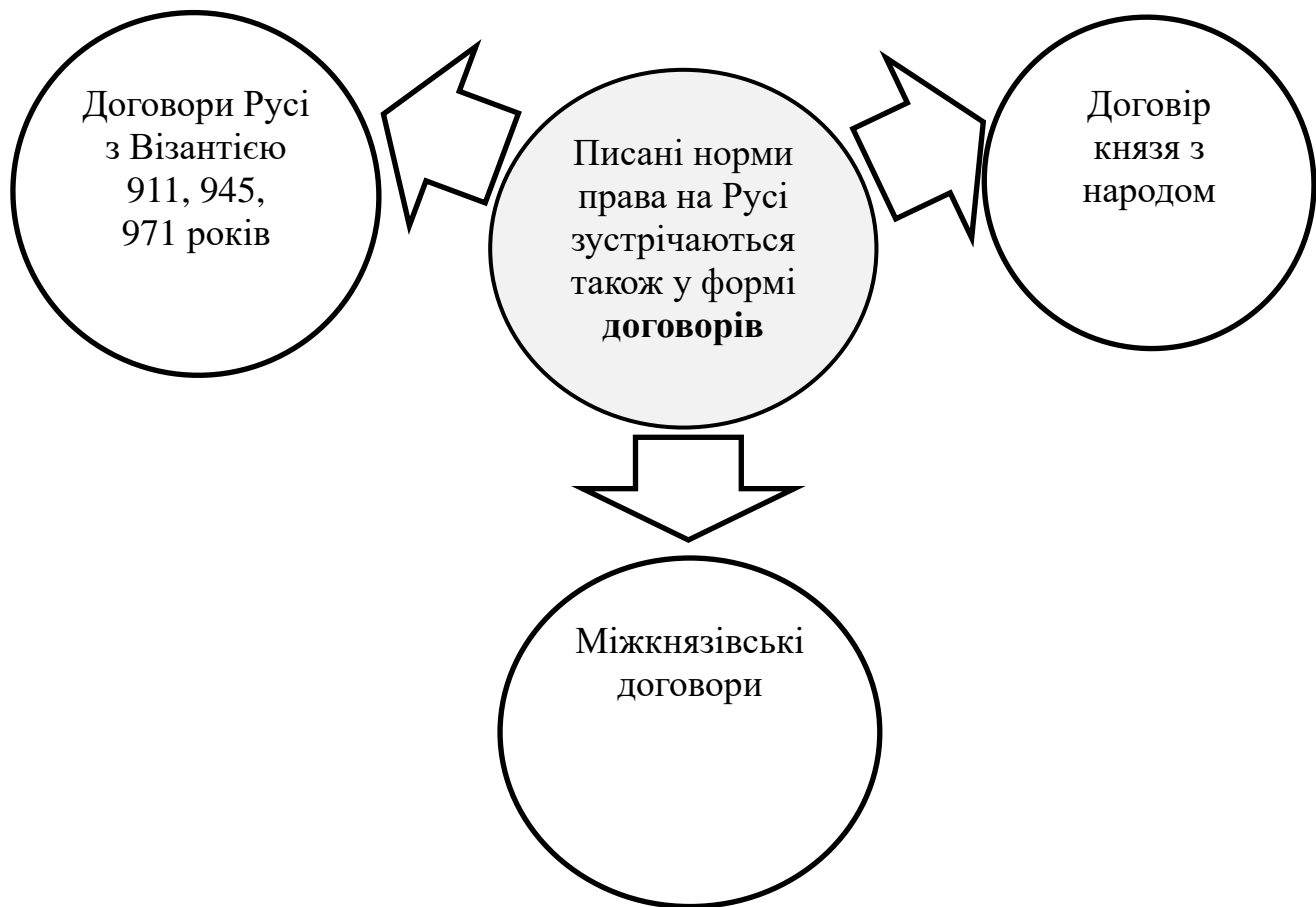 Договори Русі
з Візантією
911, 945,
971 років
Писані норми
права на Русі
зустрічаються
також у формі
договорів
Договір
князя з
народом
Міжкнязівські
договори